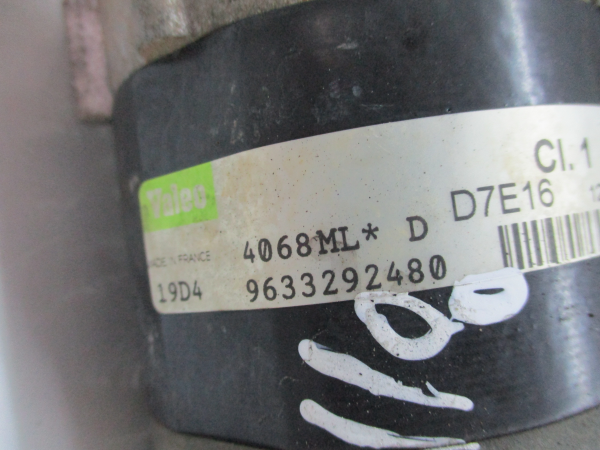 Valeo
Cl. 1
D7E16
MADE IN FRANCE
4068ML* D
19D4
9633292480